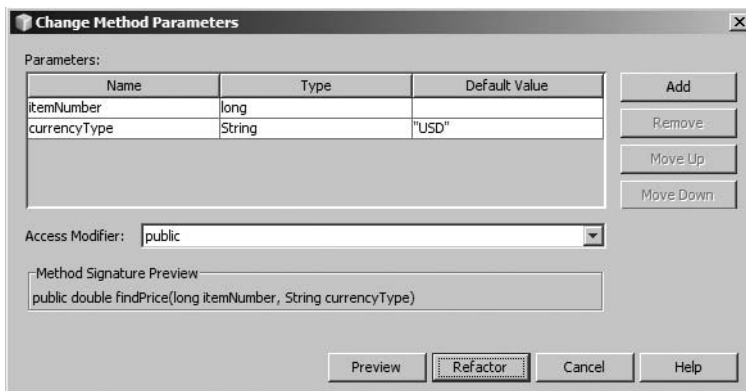 Change Method Parameters
Parameters:
Name Type Default Value
itemNumber long
currencyType String "USD"
Add
Remove
Move Up
Move Down
Access Modifier: public
Method Signature Preview
public double findPrice(long itemNumber, String currencyType)
Preview Refactor Cancel Help